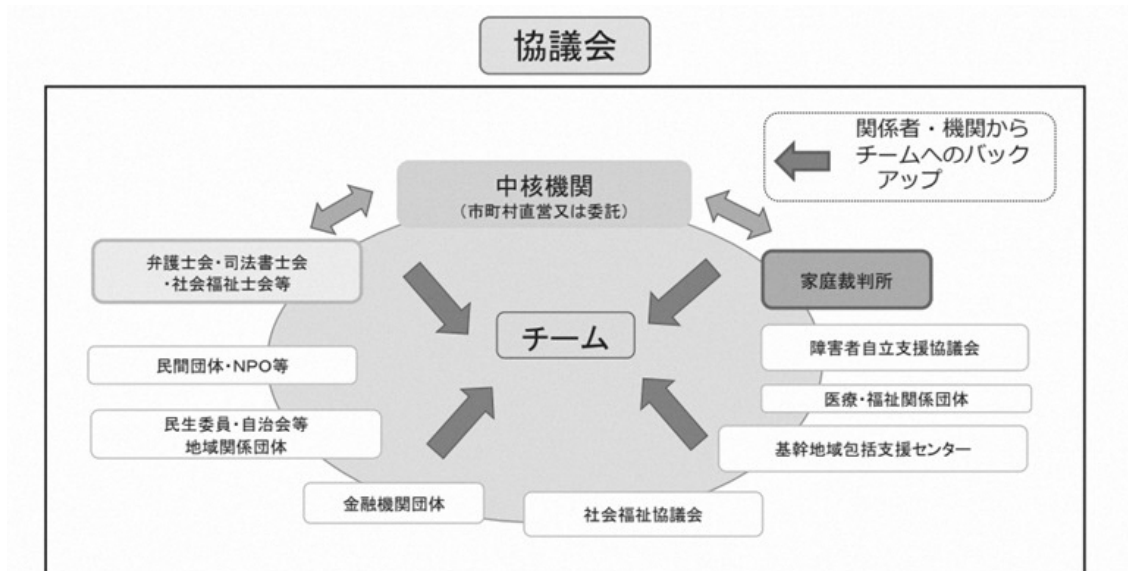 協議会
関係者・機関から
チームへのバック
アップ
中核機関
(市町村直営又は委託)
弁護士会・司法書士会
・社会福祉士会等
家庭裁判所
チーム
障害者自立支援協議会
民間団体・NPO等
医療・福祉関係団体
民生委員・自治会等
地域関係団体
基幹地域包括支援センター
金融機関団体
社会福祉協議会